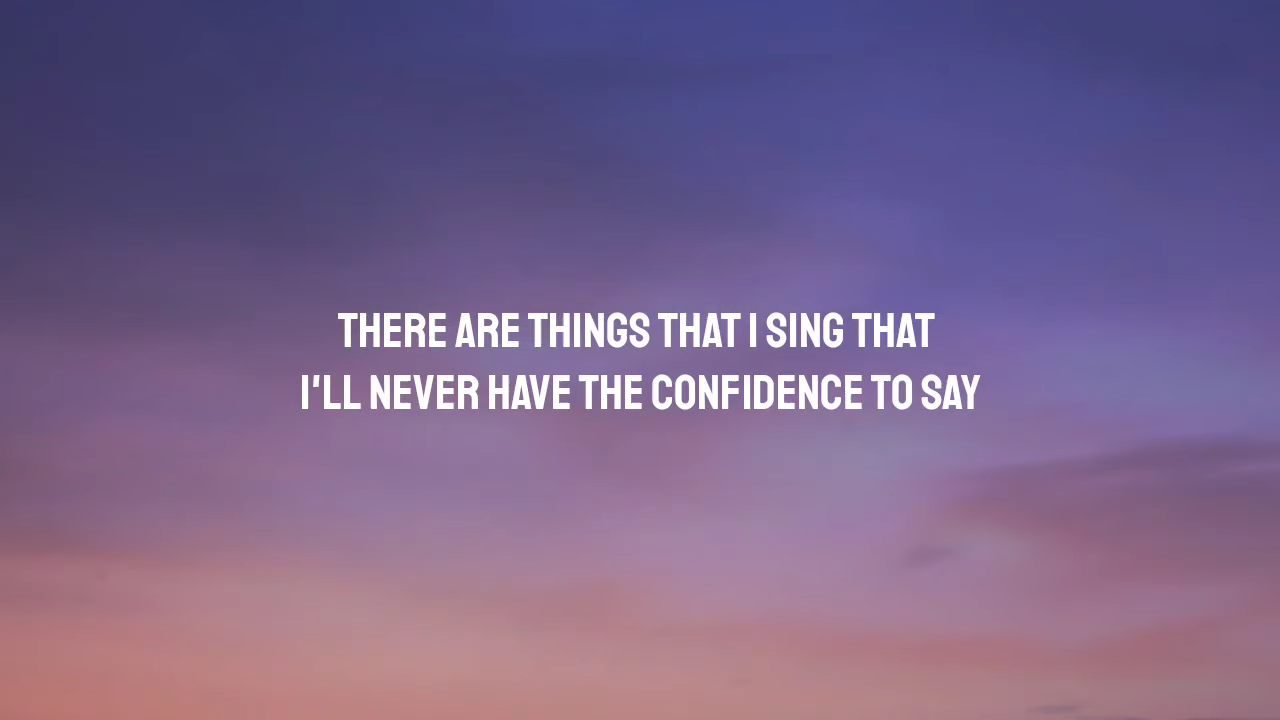 THERE ARE THINGS THAT I SING THAT
I'LL NEVER HAVE THE CONFIDENCE TO SAY